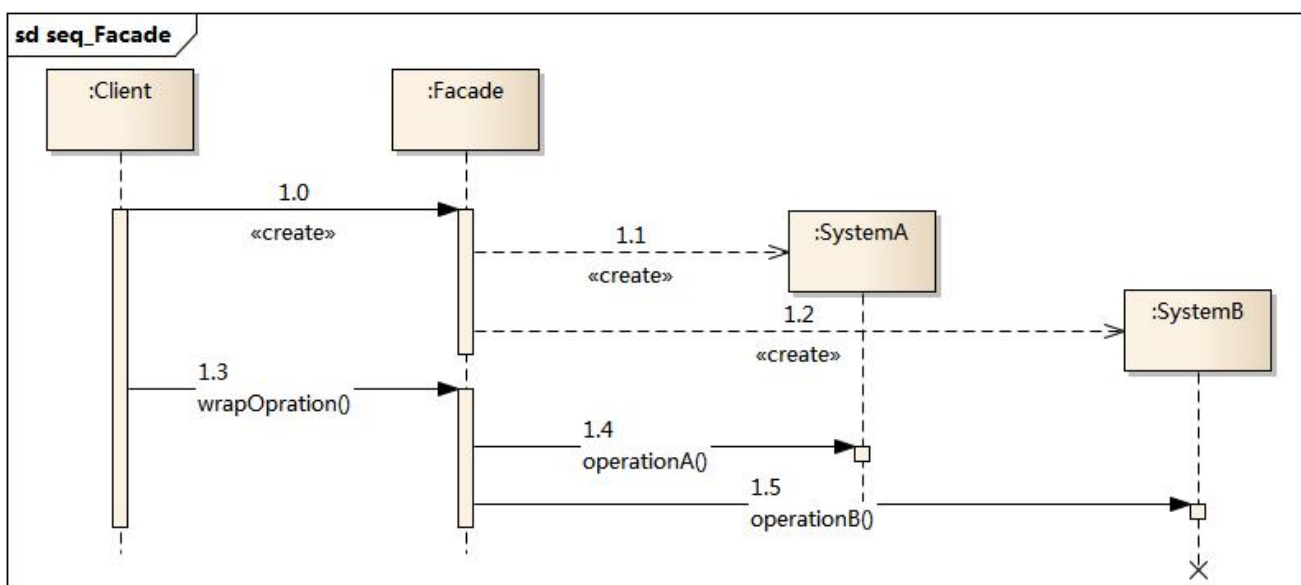 sd seq_Facade
:Client
:Facade
1.0
«create»
:SystemA
1.1
«create»
:SystemB
1.2
«create»
1.3
wrapOpration()
1.4
operationA()
1.5
operationB()